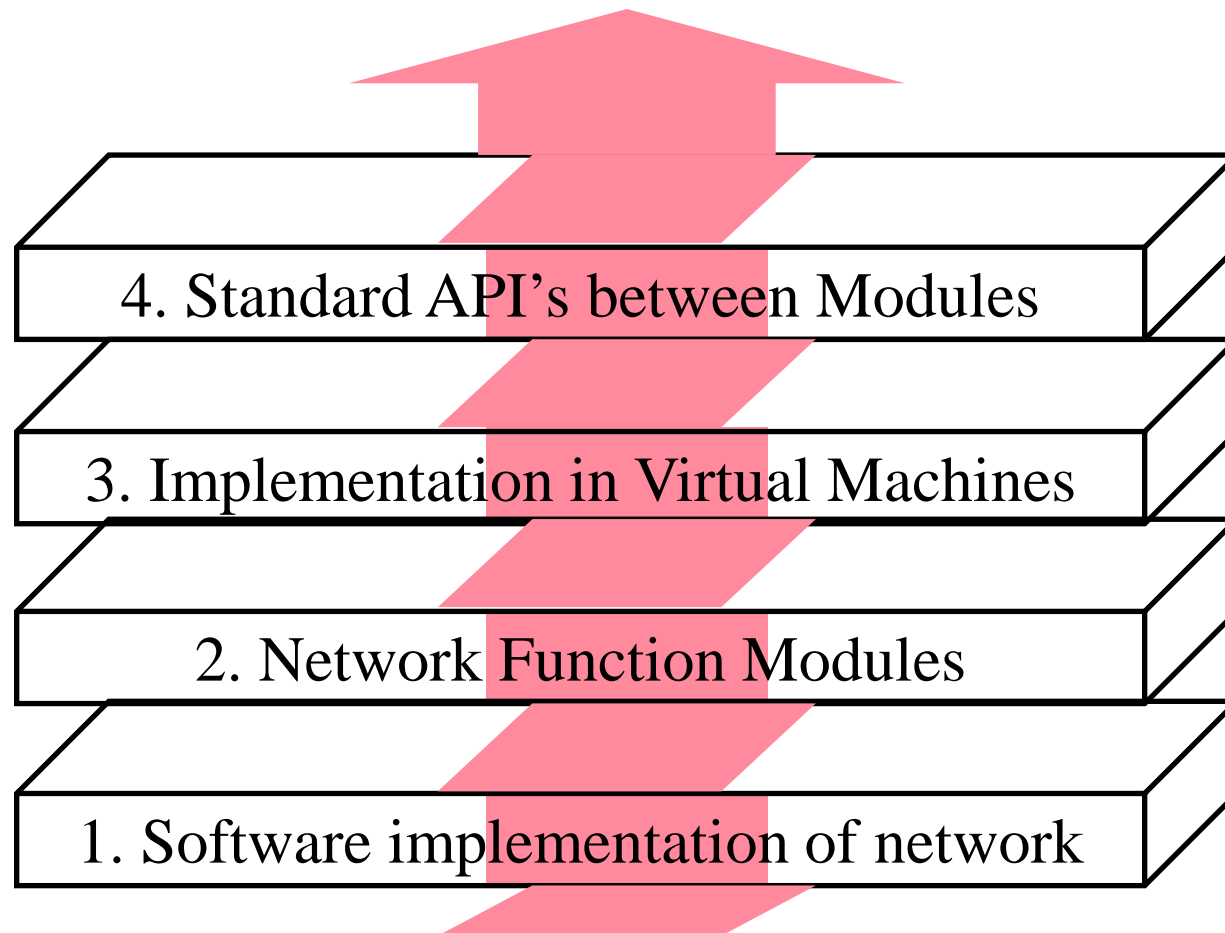 4. Standard API’s between Modules
3. Implementation in Virtual Machines
2. Network Function Modules
1. Software implementation of network